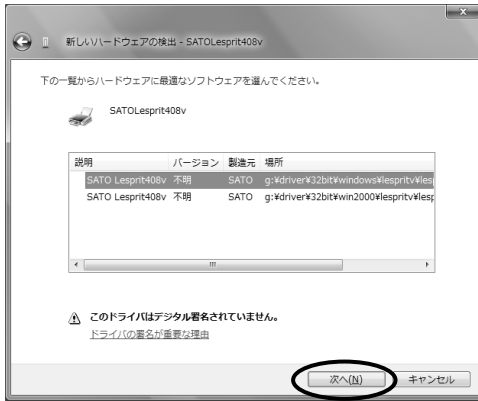 新しいハードウェアの検出 - SATOLesprit408v
下の一覧からハードウェアに最適なソフトウェアを選んでください。
SATOLesprit408v
説明 バージョン 製造元 場所
SATO Lesprit408v 不明 SATO g:¥driver¥32bit¥windows¥lespritv¥lesp
SATO Lesprit408v 不明 SATO g:¥driver¥32bit¥win2000¥lespritv¥lesp
このドライバはデジタル署名されていません。
ドライバの署名が重要な理由
次へ(N) キャンセル